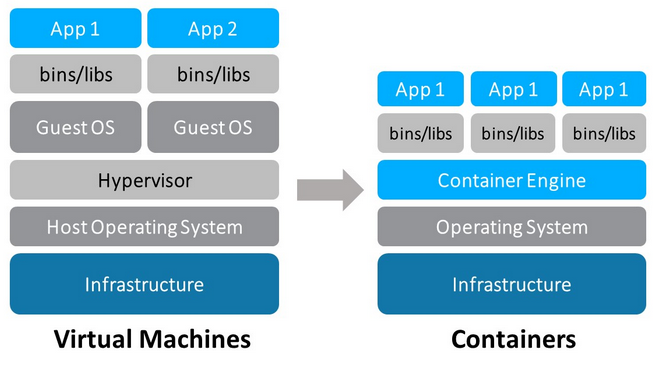 App 1
App 2
bins/libs
bins/libs
Guest OS
Guest OS
Hypervisor
Host Operating System
Infrastructure
Virtual Machines
App 1
App 1
App 1
bins/libs
bins/libs
bins/libs
Container Engine
Operating System
Infrastructure
Containers